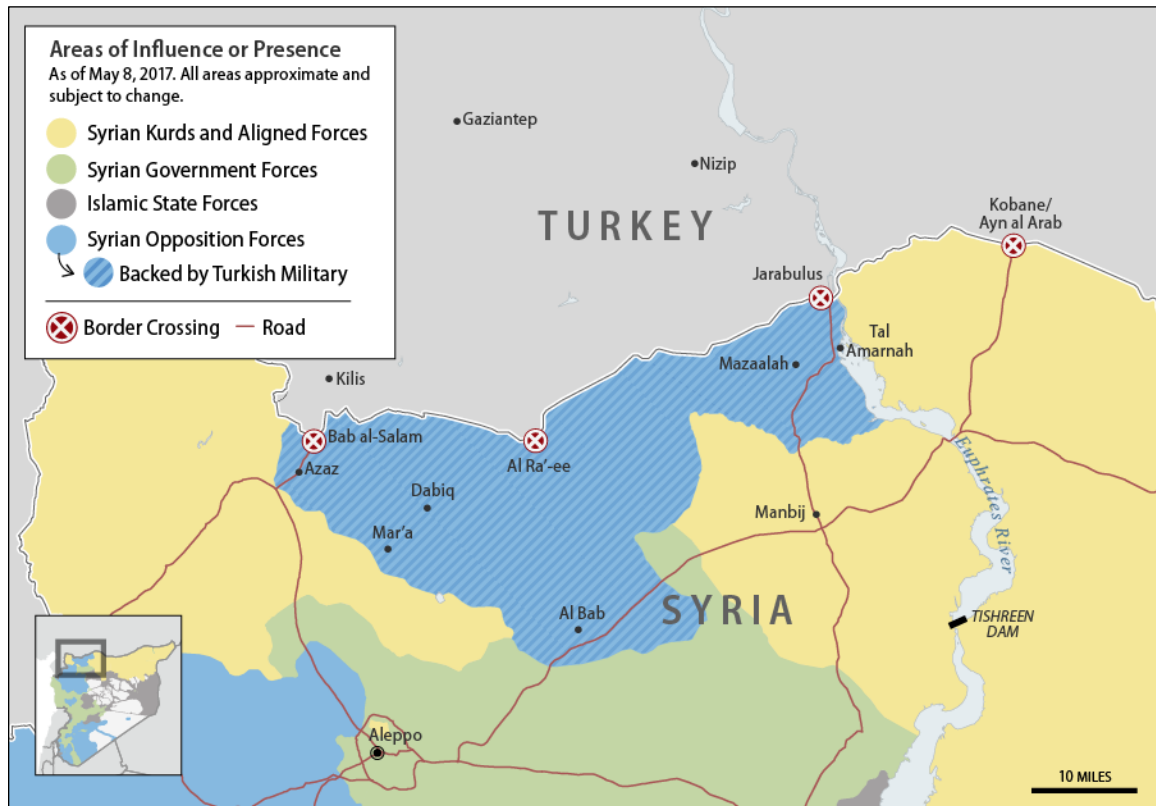 Areas of Influence or Presence
As of May 8, 2017. All areas approximate and
subject to change.
Syrian Kurds and Aligned Forces
Syrian Government Forces
Islamic State Forces
Syrian Opposition Forces
Backed by Turkish Military
Border Crossing
Road
Gaziantep
Nizip
TURKEY
Kobane/
Ayn al Arab
Jarabulus
Tal
Amarnah
Mazaalah
Kilis
Bab al-Salam
Azaz
Al Ra'-ee
Dabiq
Mar'a
Manbij
Euphrates River
Al Bab
SYRIA
TISHREEN
DAM
Aleppo
10 MILES